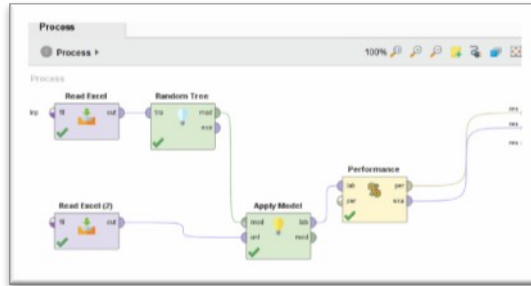 Process
Process
100%
Process
Read Excel
Random Tree
inp
fil
out
tra
mod
exa
res
res
res
Performance
lab
per
per
exa
Read Excel (2)
Apply Model
fil
out
mod
lab
unl
mod